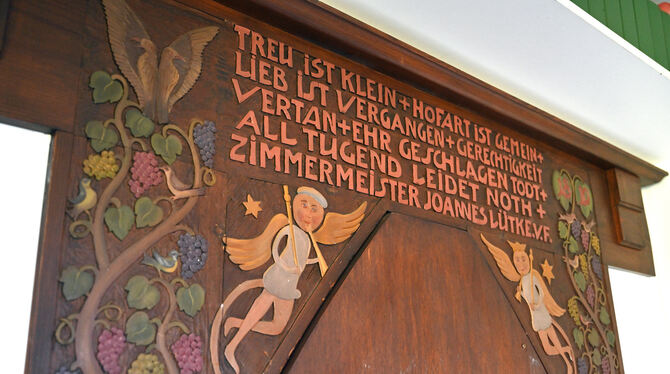 TREU IST KLEIN + HOFART IST GEMEIN +
LIEB IST VERGANGEN + GERECHTIGKEIT
VERTAN + EHR GESCHLAGEN TODT +
ALL TUGEND LEIDET NOTH +
ZIMMERMEISTER JOANNES LÜTKE.V.F.